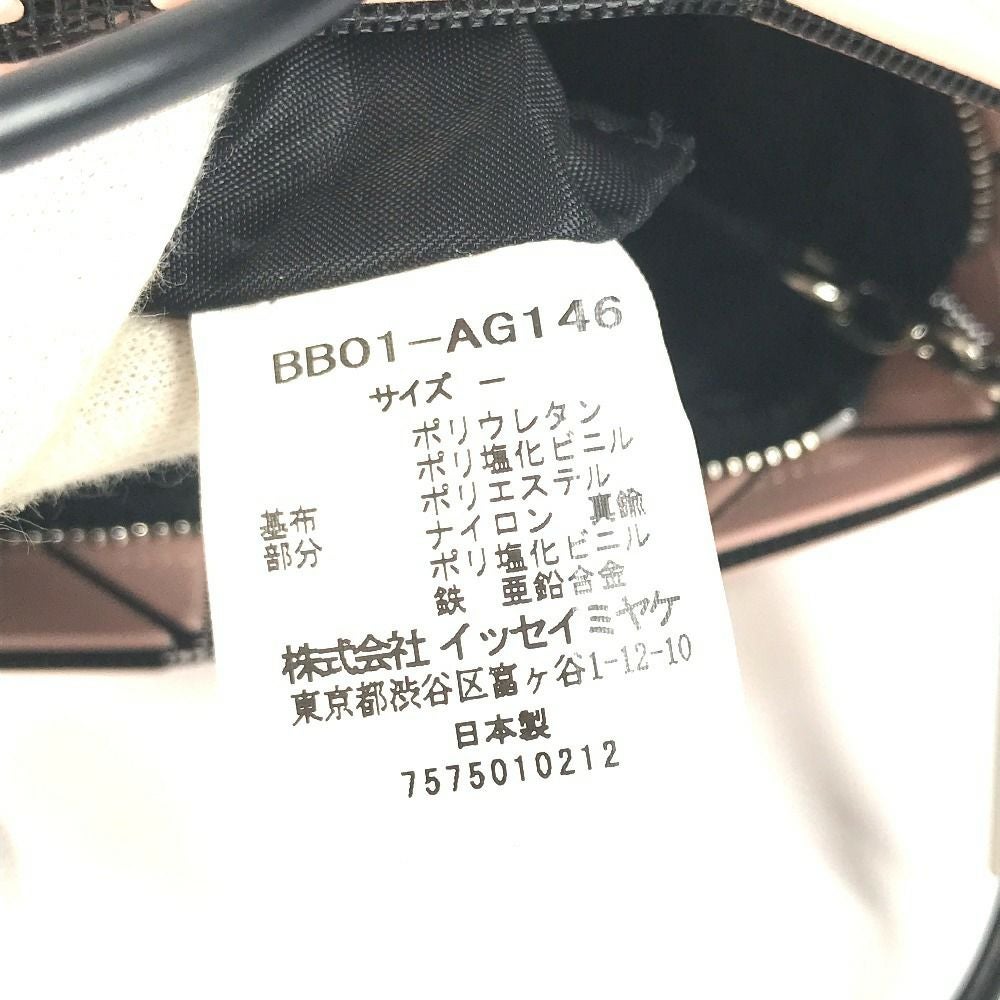 BB01-AG146
サイズ ー
ポリウレタン
ポリ塩化ビニル
ポリエステル
基布 ナイロン 真鍮
部分 ポリ塩化ビニル
鉄 亜鉛合金
株式会社 イッセイミヤケ
東京都渋谷区富ヶ谷1-12-10
日本製
7575010212